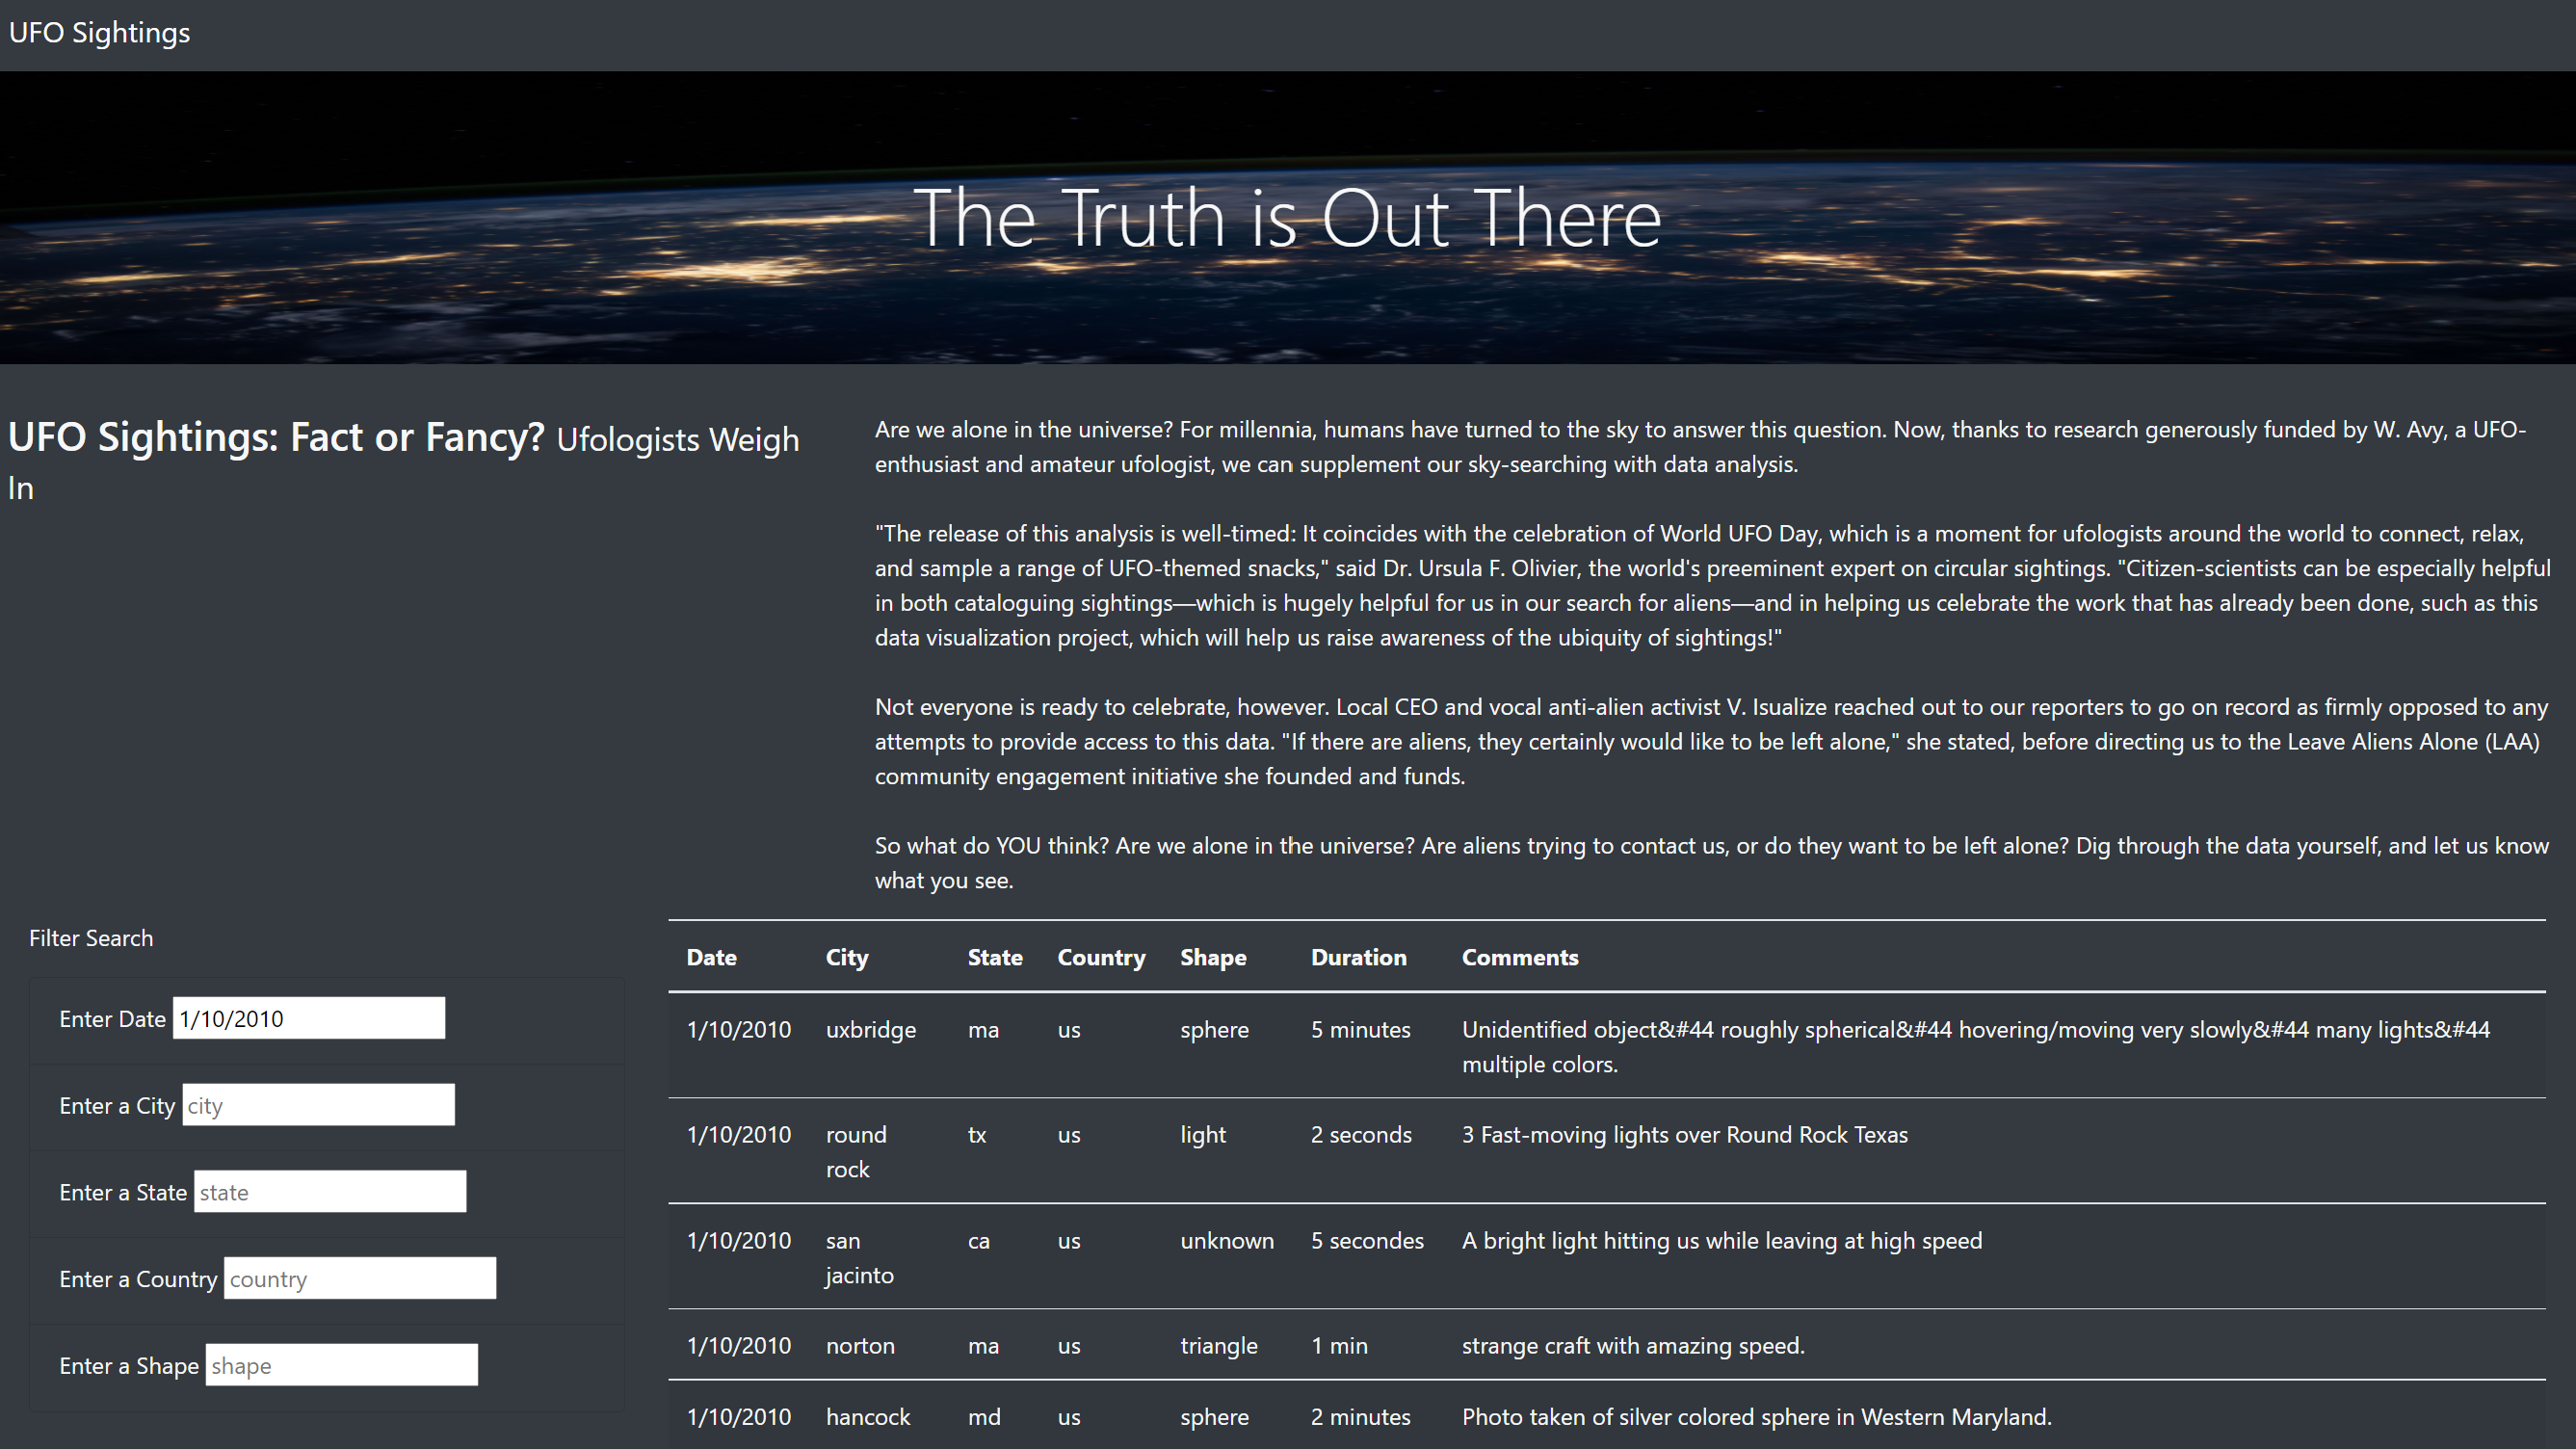 UFO Sightings
The Truth is Out There
UFO Sightings: Fact or Fancy? Ufologists Weigh
In
Are we alone in the universe? For millennia, humans have turned to the sky to answer this question. Now, thanks to research generously funded by W. Avy, a UFO-
enthusiast and amateur ufologist, we can supplement our sky-searching with data analysis.
"The release of this analysis is well-timed: It coincides with the celebration of World UFO Day, which is a moment for ufologists around the world to connect, relax,
and sample a range of UFO-themed snacks," said Dr. Ursula F. Olivier, the world's preeminent expert on circular sightings. "Citizen-scientists can be especially helpful
in both cataloguing sightings—which is hugely helpful for us in our search for aliens—and in helping us celebrate the work that has already been done, such as this
data visualization project, which will help us raise awareness of the ubiquity of sightings!"
Not everyone is ready to celebrate, however. Local CEO and vocal anti-alien activist V. Isualize reached out to our reporters to go on record as firmly opposed to any
attempts to provide access to this data. "If there are aliens, they certainly would like to be left alone," she stated, before directing us to the Leave Aliens Alone (LAA)
community engagement initiative she founded and funds.
So what do YOU think? Are we alone in the universe? Are aliens trying to contact us, or do they want to be left alone? Dig through the data yourself, and let us know
what you see.
Filter Search
Enter Date 1/10/2010
Enter a City city
Enter a State state
Enter a Country country
Enter a Shape shape
Date City State Country Shape Duration Comments
1/10/2010 uxbridge ma us sphere 5 minutes Unidentified object&#44 roughly spherical&#44 hovering/moving very slowly&#44 many lights&#44
multiple colors.
1/10/2010 round tx us light 2 seconds 3 Fast-moving lights over Round Rock Texas
rock
1/10/2010 san ca us unknown 5 secondes A bright light hitting us while leaving at high speed
jacinto
1/10/2010 norton ma us triangle 1 min strange craft with amazing speed.
1/10/2010 hancock md us sphere 2 minutes Photo taken of silver colored sphere in Western Maryland.